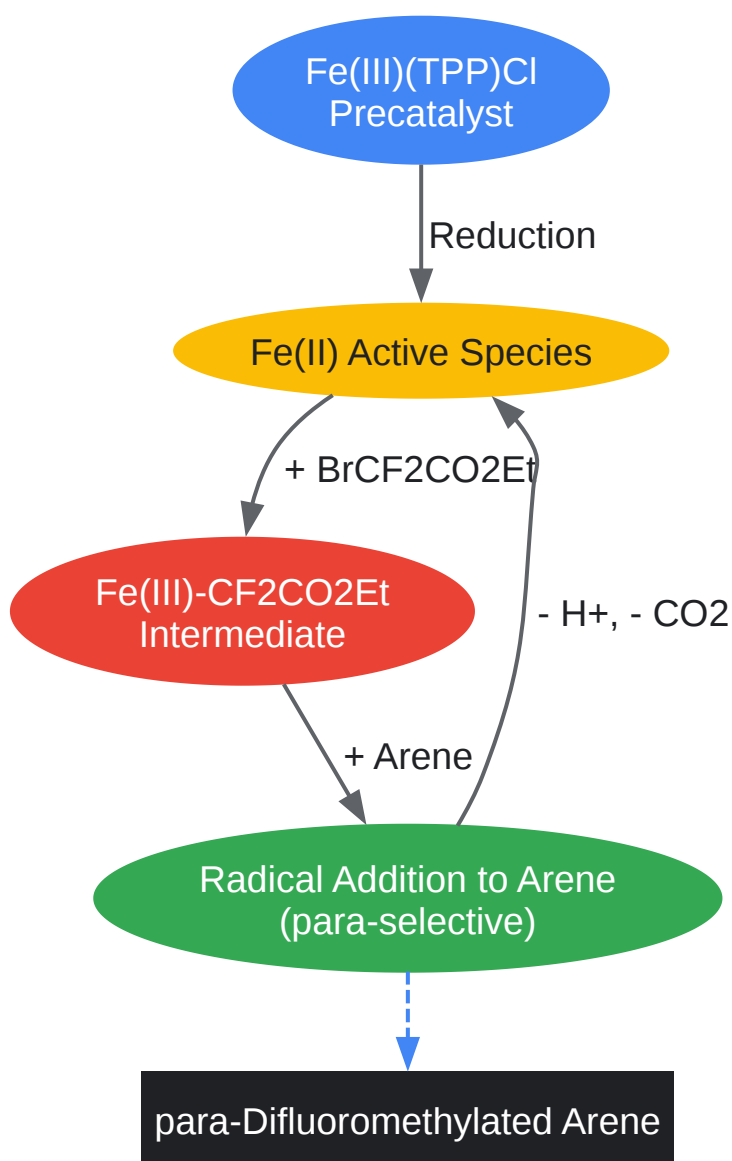 Fe(III)(TPP)Cl
Precatalyst
Reduction
Fe(II) Active Species
+ BrCF2CO2Et
Fe(III)-CF2CO2Et
Intermediate
- H+, - CO2
+ Arene
Radical Addition to Arene
(para-selective)
para-Difluoromethylated Arene